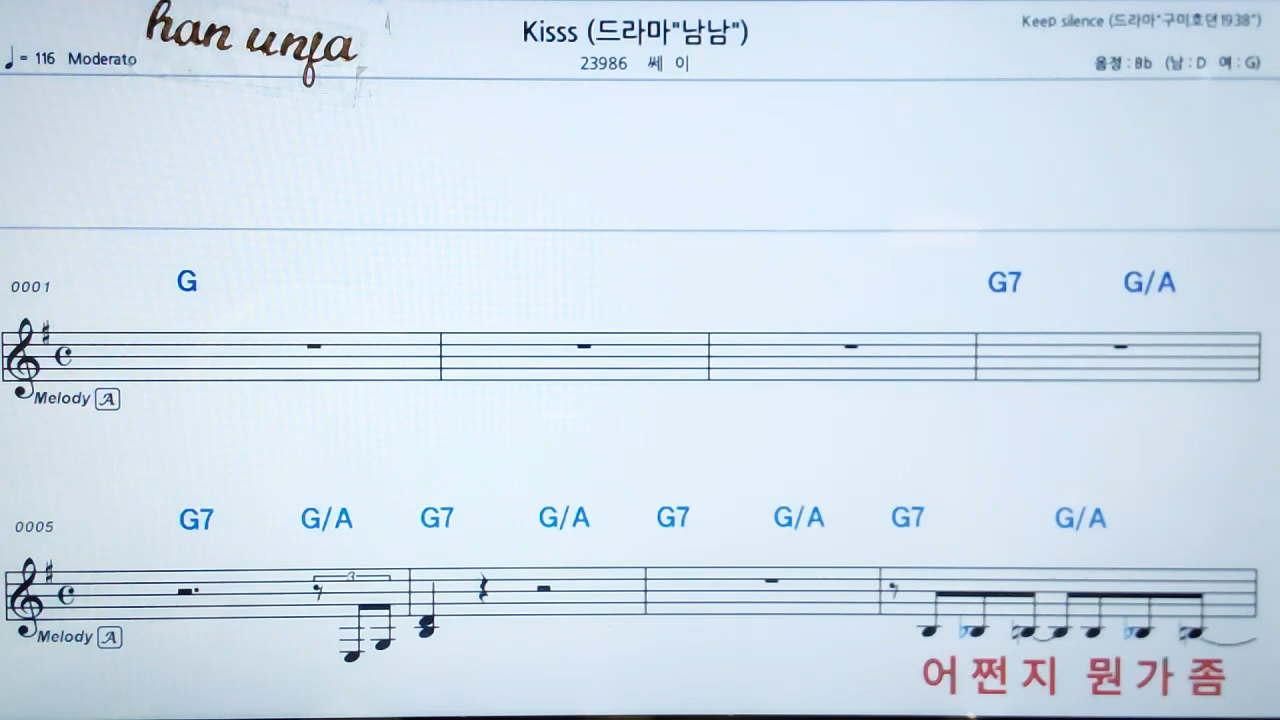 han unja
Kisss (드라마"남남")
Keep silence (드라마"구미호뎐1938")
♩= 116 Moderato
23986 쎄 이
음정 : Bb (남 : D 여 : G)
G G7 G/A
0001
Melody A
G7 G/A G7 G/A G7 G/A G7 G/A
0005
3
Melody A
어 쩐 지 뭔 가 좀